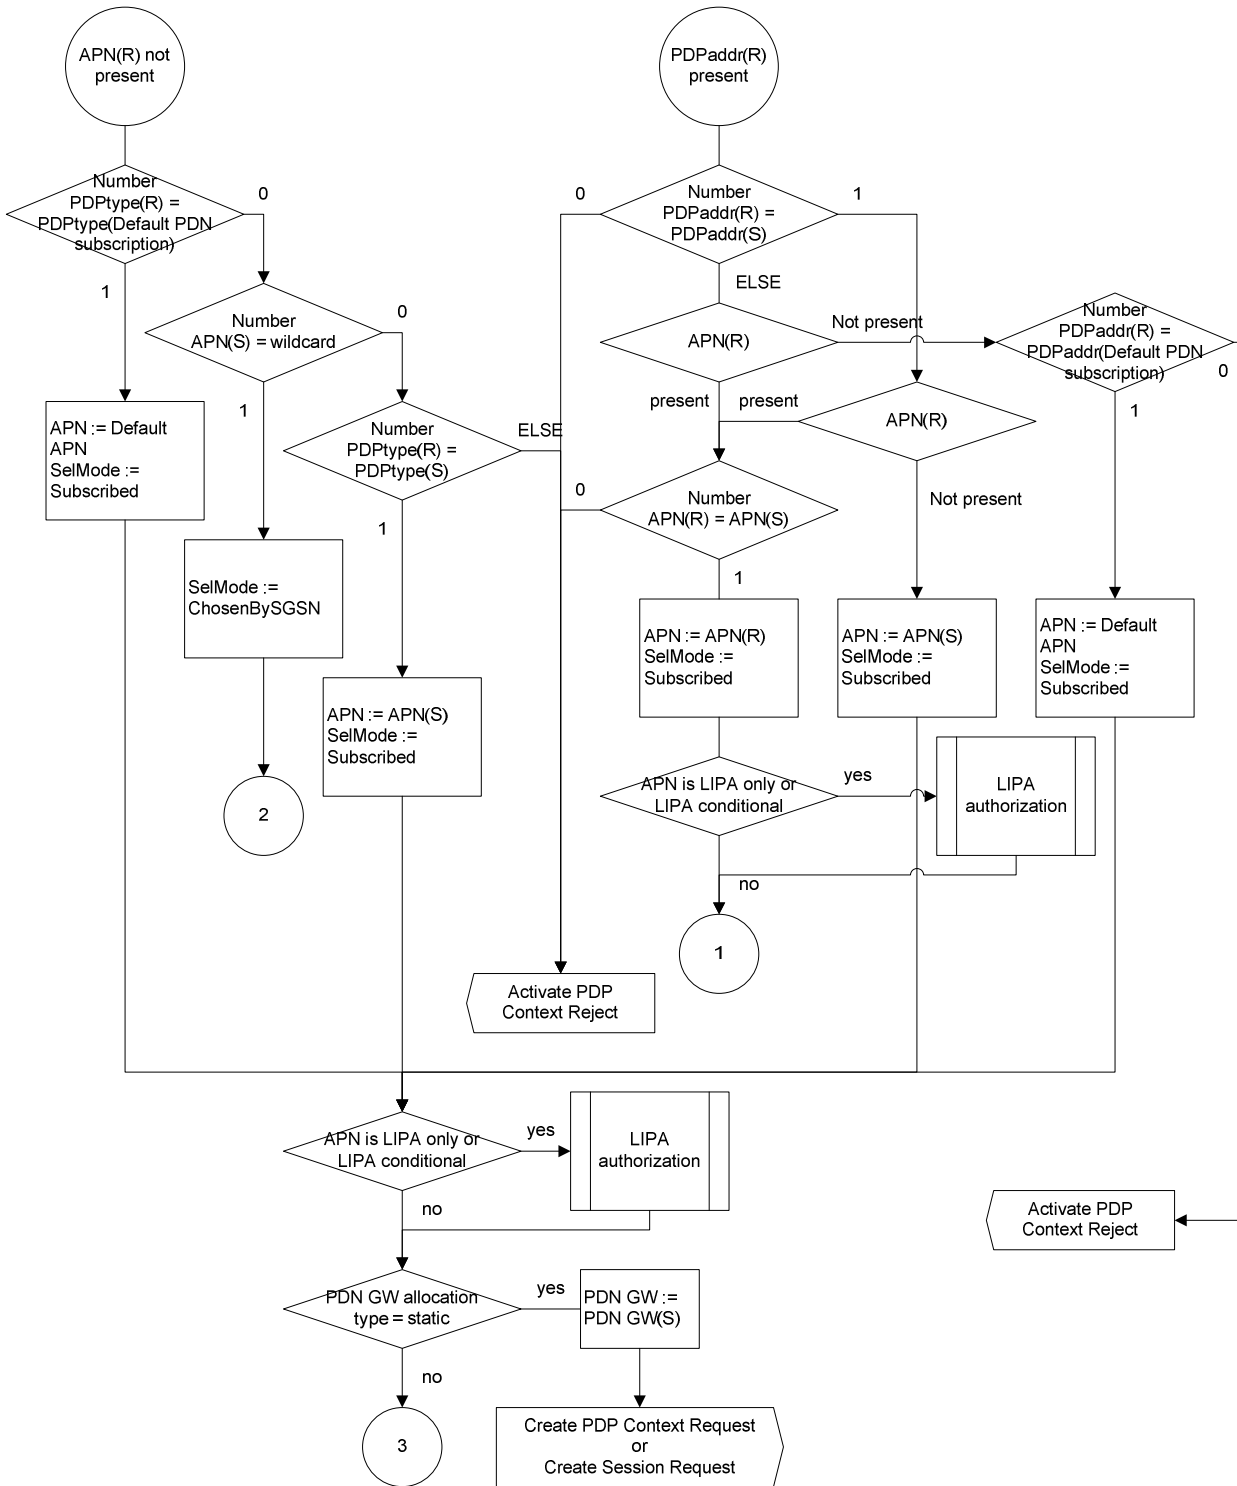 APN(R) not
present
PDPaddr(R)
present
Number
PDPtype(R) =
PDPtype(Default PDN
subscription)
0
1
Number
APN(S) = wildcard
0
1
Number
PDPtype(R) =
PDPtype(S)
ELSE
1
APN := Default
APN
SelMode :=
Subscribed
SelMode :=
ChosenBySGSN
2
APN := APN(S)
SelMode :=
Subscribed
0
Number
PDPaddr(R) =
PDPaddr(S)
1
ELSE
APN(R)
Not present
Number
PDPaddr(R) =
PDPaddr(Default PDN
subscription)
0
1
present
present
APN(R)
Not present
0
Number
APN(R) = APN(S)
1
APN := APN(R)
SelMode :=
Subscribed
APN := APN(S)
SelMode :=
Subscribed
APN := Default
APN
SelMode :=
Subscribed
APN is LIPA only or
LIPA conditional
yes
LIPA
authorization
no
1
Activate PDP
Context Reject
APN is LIPA only or
LIPA conditional
yes
LIPA
authorization
no
Activate PDP
Context Reject
PDN GW allocation
type = static
yes
PDN GW :=
PDN GW(S)
no
3
Create PDP Context Request
or
Create Session Request